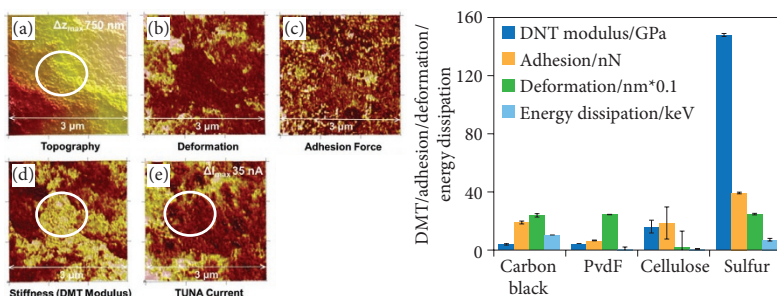 (a)
Δzmax 750 nm
3 µm
Topography
(b)
3 µm
Deformation
(c)
3 µm
Adhesion Force
(d)
3 µm
Stiffness (DMT Modulus)
(e)
ΔImax 35 nA
3 µm
TUNA Current
DMT/adhesion/deformation/
energy dissipation
160
120
80
40
0
DNT modulus/GPa
Adhesion/nN
Deformation/nm*0.1
Energy dissipation/keV
Carbon
black
PvdF
Cellulose
Sulfur